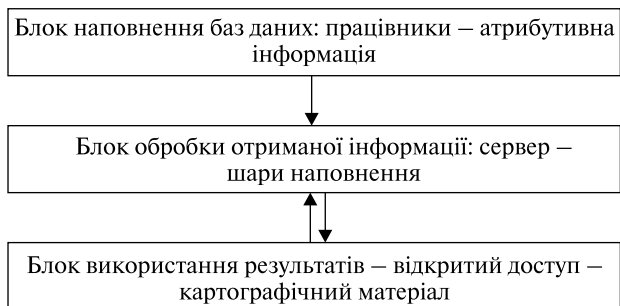 Блок наповнення баз даних: працівники – атрибутивна
інформація
Блок обробки отриманої інформації: сервер –
шари наповнення
Блок використання результатів – відкритий доступ –
картографічний матеріал